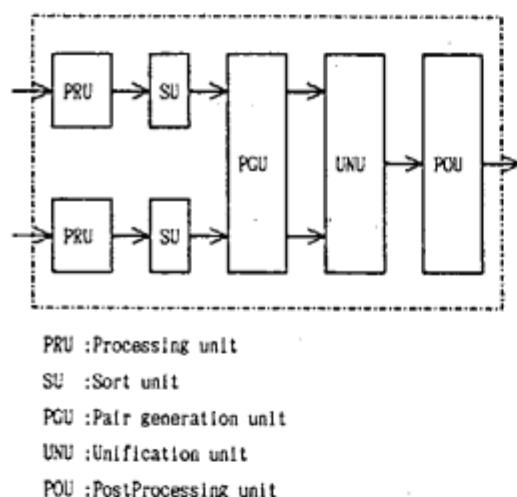 PRU
SU
PGU
UNU
POU
PRU
SU
PRU :Processing unit
SU :Sort unit
PGU :Pair generation unit
UNU :Unification unit
POU :PostProcessing unit